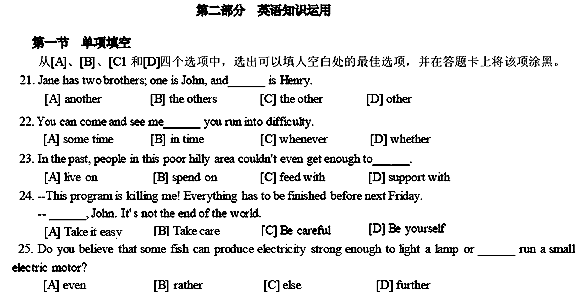 第二部分 英语知识运用
第一节 单项填空
从[A]、[B]、[C1 和[D]四个选项中，选出可以填人空白处的最佳选项，并在答题卡上将该项涂黑。
21. Jane has two brothers; one is John, and______ is Henry.
[A] another [B] the others [C] the other [D] other
22. You can come and see me______ you run into difficulty.
[A] some time [B] in time [C] whenever [D] whether
23. In the past, people in this poor hilly area couldn't even get enough to______.
[A] live on [B] spend on [C] feed with [D] support with
24. --This program is killing me! Everything has to be finished before next Friday.
-- ______, John. It's not the end of the world.
[A] Take it easy [B] Take care [C] Be careful [D] Be yourself
25. Do you believe that some fish can produce electricity strong enough to light a lamp or ______ run a small
electric motor?
[A] even [B] rather [C] else [D] further